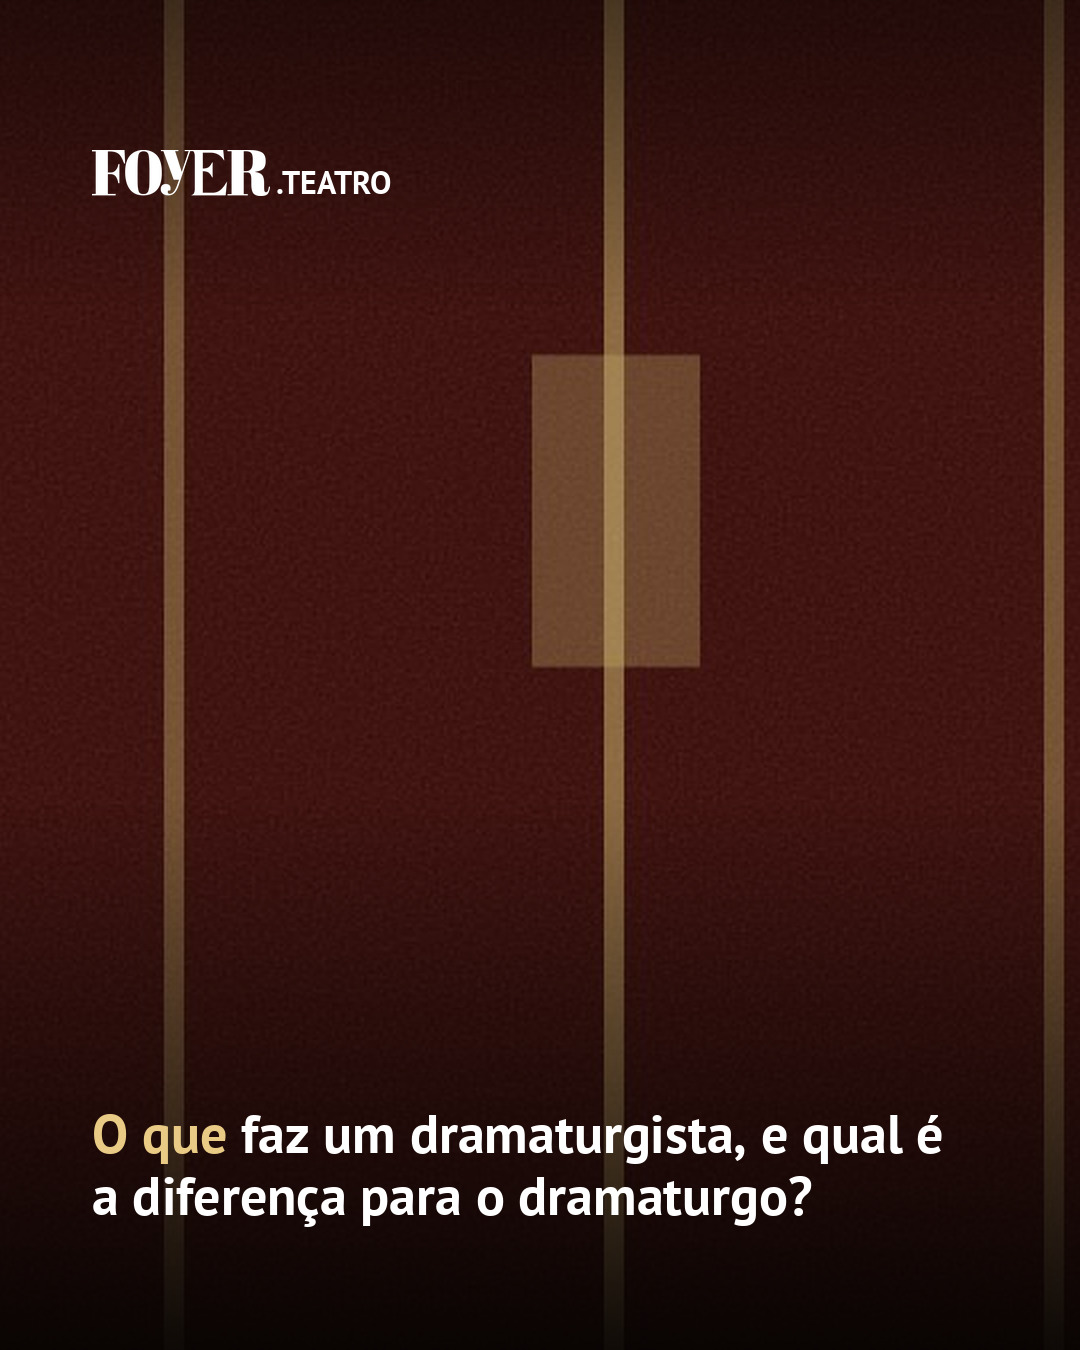 FOyER .TEATRO
O que faz um dramaturgista, e qual é
a diferença para o dramaturgo?